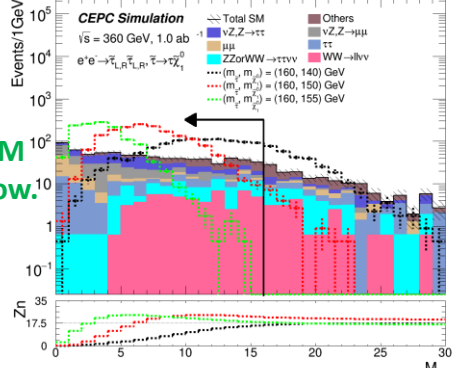 10⁵
10⁴
10³
10²
10
1
10⁻¹
Events/1GeV
CEPC Simulation
√s = 360 GeV, 1.0 ab⁻¹
e⁺e⁻→τ̃L,Rτ̃L,R, τ̃→τχ̃⁰₁
Total SM
Others
νZ,Z→ττ
νZ,Z→μμ
μμ
ττ
ZZorWW→ττνν
WW→llνν
(mτ̃, mχ̃⁰₁) = (160, 140) GeV
(mτ̃, mχ̃⁰₁) = (160, 150) GeV
(mτ̃, mχ̃⁰₁) = (160, 155) GeV
M
ow.
Zn
35
17.5
0
0 5 10 15 20 25 30